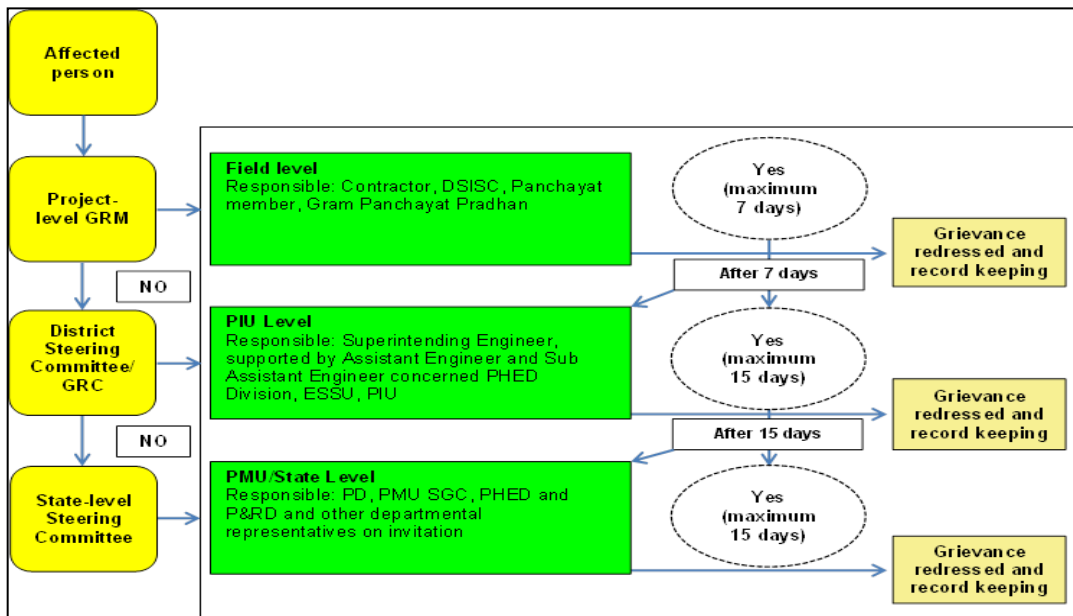 Affected
person
Project-
level GRM
Field level
Responsible: Contractor, DSISC, Panchayat
member, Gram Panchayat Pradhan
Yes
(maximum
7 days)
Grievance
redressed and
record keeping
NO
After 7 days
District
Steering
Committee/
GRC
PIU Level
Responsible: Superintending Engineer,
supported by Assistant Engineer and Sub
Assistant Engineer concerned PHED
Division, ESSU, PIU
Yes
(maximum
15 days)
Grievance
redressed and
record keeping
NO
After 15 days
State-level
Steering
Committee
PMU/State Level
Responsible: PD, PMU SGC, PHED and
P&RD and other departmental
representatives on invitation
Yes
(maximum
15 days)
Grievance
redressed and
record keeping